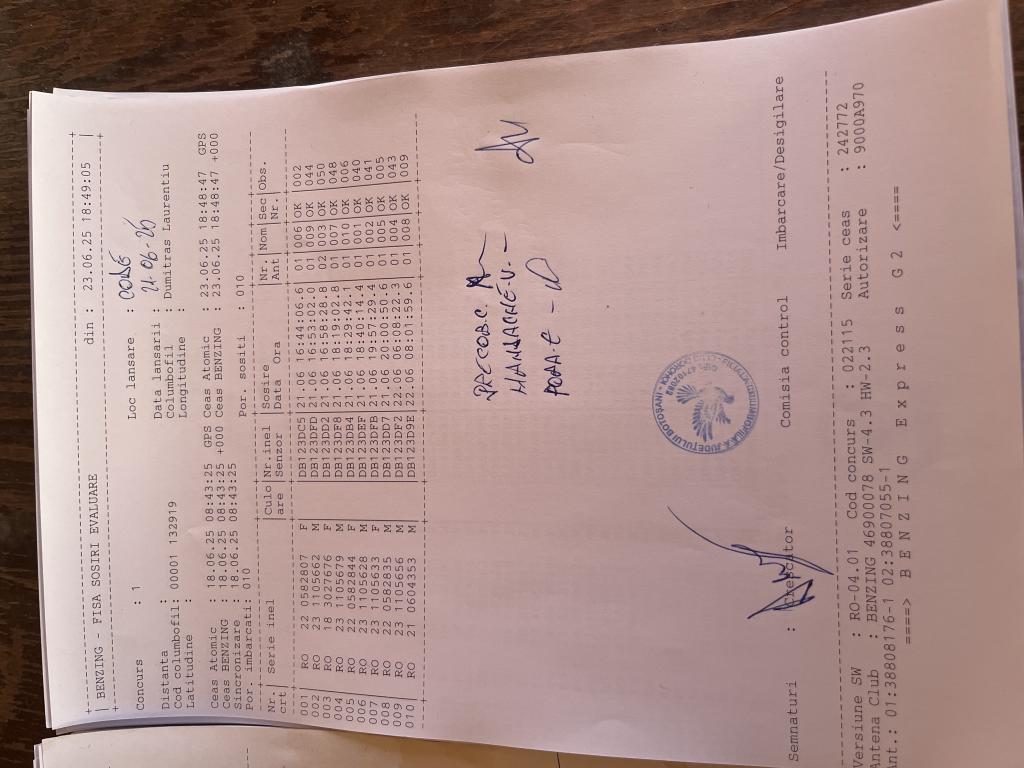 BENZING - FISA SOSIRI EVALUARE din : 23.06.25 18:49:05
Concurs : 1 Loc lansare :
Distanta : Data lansarii : 21-06-25
Cod columbofil : 00001 132919 Columbofil : Dumitras Laurentiu
Latitudine : Longitudine :
Ceas Atomic : 18.06.25 08:43:25 GPS Ceas Atomic : 23.06.25 18:48:47 GPS
Ceas BENZING : 18.06.25 08:43:25 +000 Ceas BENZING : 23.06.25 18:48:47 +000
Sincronizare : 18.06.25 08:43:25
Por imbarcati: 010 Por. sositi : 010
Nr. Serie inel Culo Nr.inel Sosire Nr. Nom Sec Obs.
crt are Senzor Data Ora Ant Nr.
001 RO 22 0582807 F DB123DC5 21.06 16:44:06.6 01 006 OK 002
002 RO 23 1105662 M DB123DFD 21.06 16:53:02.0 01 009 OK 044
003 RO 18 3027676 F DB123DD2 21.06 16:58:28.8 02 003 OK 050
004 RO 23 1105679 M DB123DF8 21.06 007 OK 048
005 RO 22 0582844 F DB123DB4 21.06 18:29:42.1 01 010 OK 006
006 RO 23 1105628 M DB123DEF 21.06 18:40:14.4 01 001 OK 040
007 RO 23 1105633 F DB123DFB 21.06 19:57:29.4 01 002 OK 041
008 RO 22 0582835 M DB123DD7 21.06 20:00:50.6 01 005 OK 005
009 RO 23 1105656 M DB123DF2 22.06 06:08:22.3 01 004 OK 043
010 RO 21 0604353 M DB123D9E 22.06 08:01:59.6 01 008 OK 009
FILIALA COLUMBOFILA A JUDETULUI BOTOSANI
Semnaturi : Crescator Comisia control Imbarcare/Desigilare
Versiune SW : RO-04.01 Cod concurs : 022115 Serie ceas : 242772
Antena Club : BENZING 46900078 SW-4.3 HW-2.3 Autorizare : 9000A970
Ant.: 01:38808176-1 02:38807055-1
====> B E N Z I N G E x p r e s s G 2 <====